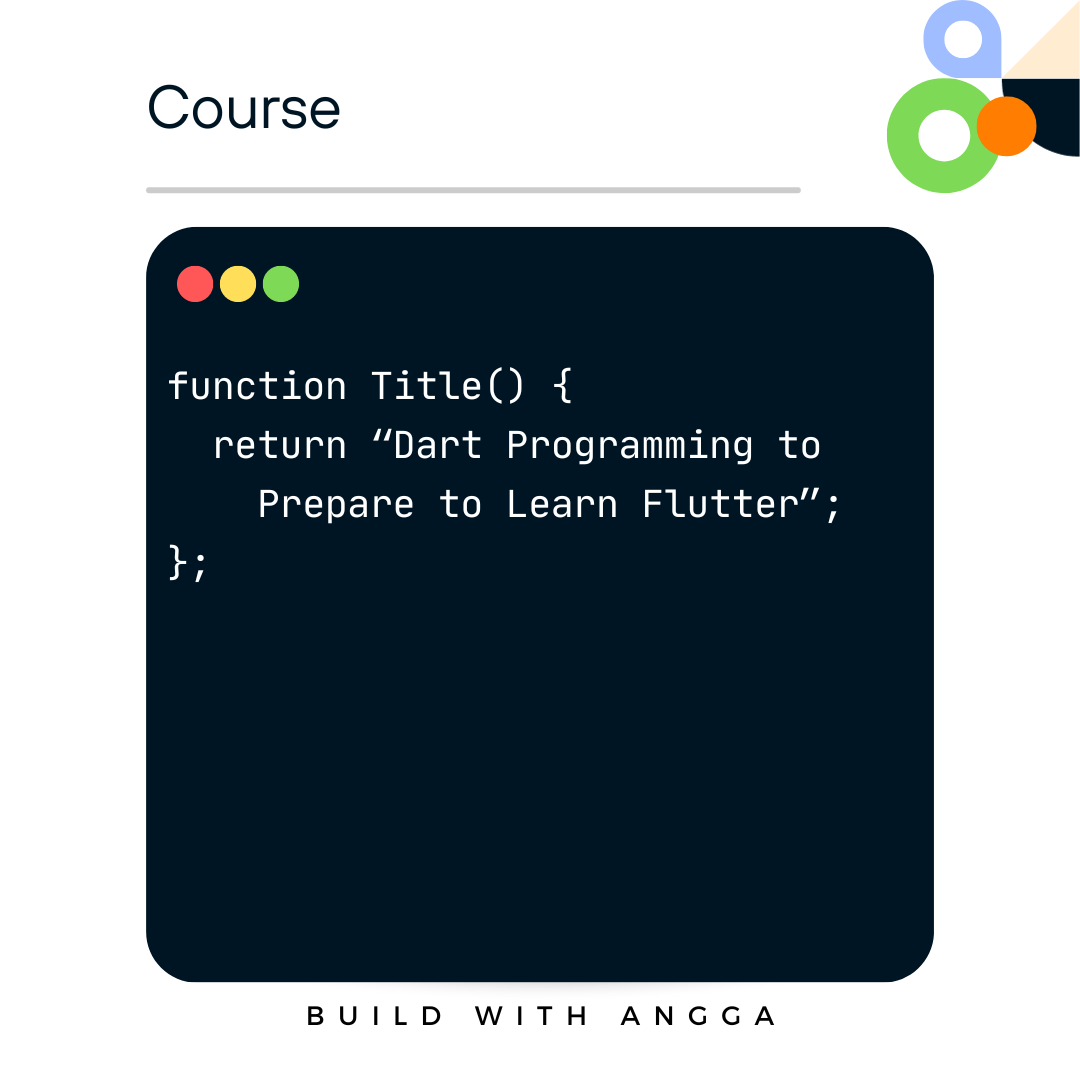 Course
function Title() {
  return “Dart Programming to
    Prepare to Learn Flutter”;
};
BUILD WITH ANGGA